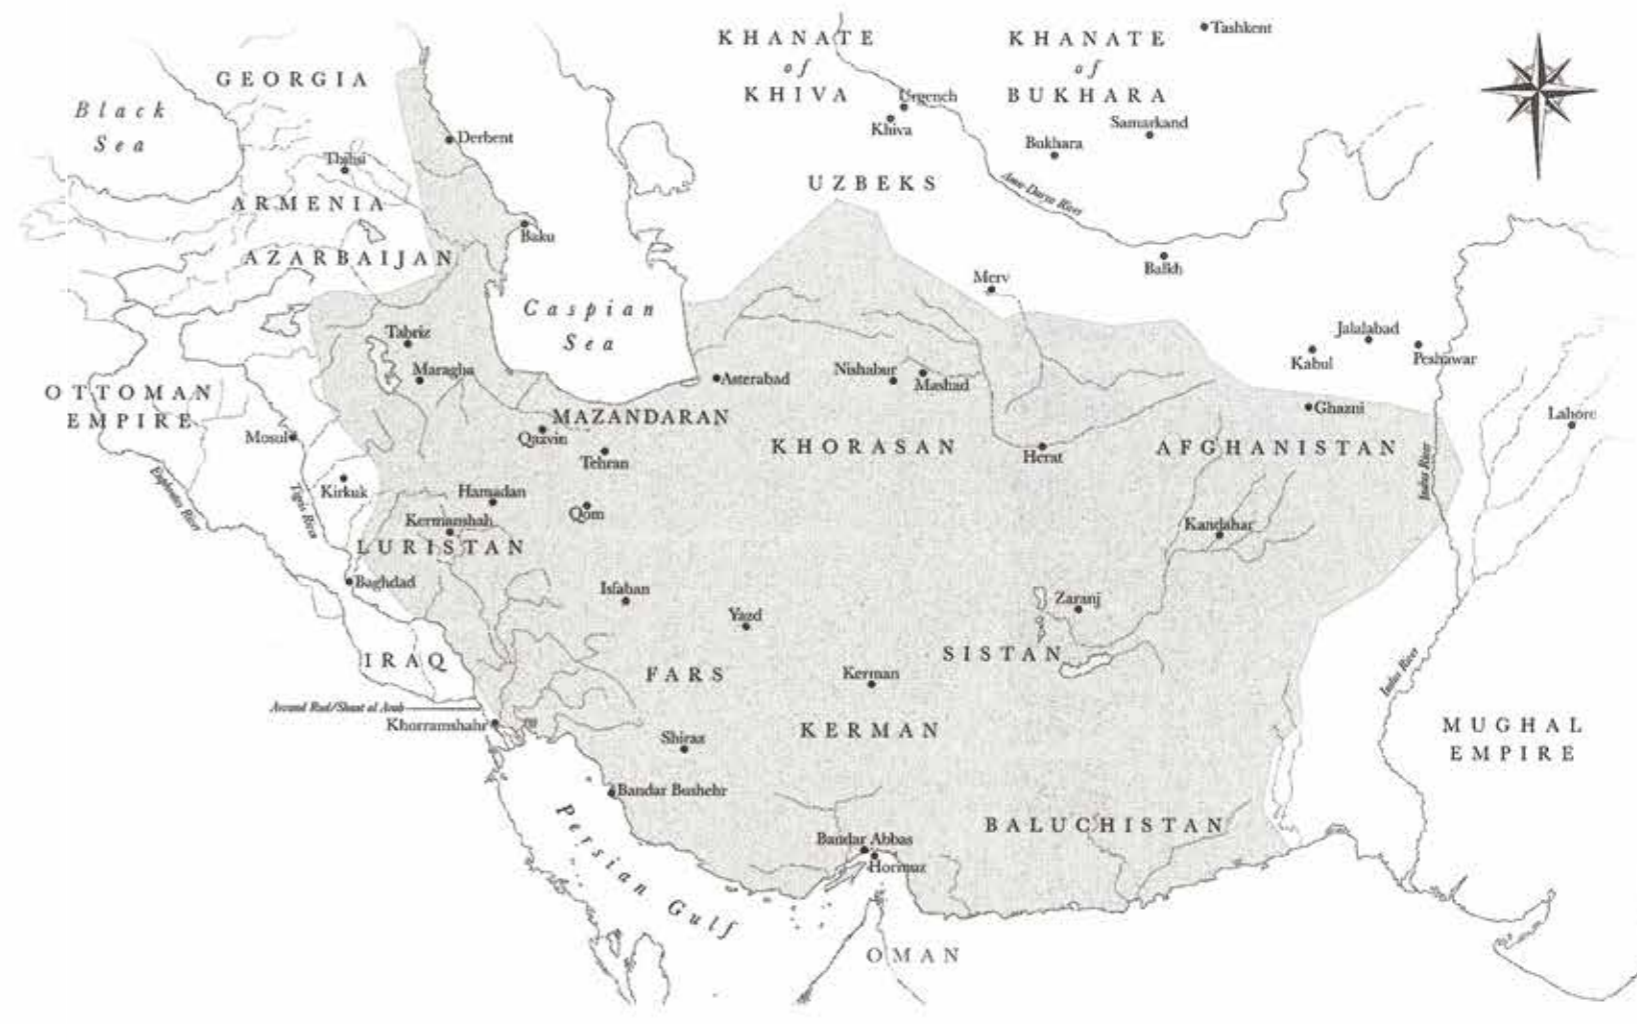 Tashkent
KHANATE
of
KHIVA
KHANATE
of
BUKHARA
GEORGIA
Black
Sea
Urgench
Khiva
Samarkand
Bukhara
Derbent
Tbilisi
UZBEKS
Amu-Darya River
ARMENIA
Baku
AZARBAIJAN
Balkh
Merv
Caspian
Sea
Tabriz
Maragha
Jalalabad
Kabul
Peshawar
OTTOMAN
EMPIRE
Asterabad
Nishabur
Mashad
Ghazni
Lahore
MAZANDARAN
Mosul
Qazvin
Tehran
KHORASAN
Herat
AFGHANISTAN
Indus River
Euphrates River
Tigris River
Kirkuk
Hamadan
Qom
Kermanshah
LURISTAN
Kandahar
Baghdad
Isfahan
Yazd
Zaranj
IRAQ
FARS
SISTAN
Kerman
Indus River
Arvand Rud/Shatt al Arab
Khorramshahr
KERMAN
MUGHAL
EMPIRE
Shiraz
Bandar Bushehr
Persian Gulf
BALUCHISTAN
Bandar Abbas
Hormuz
OMAN